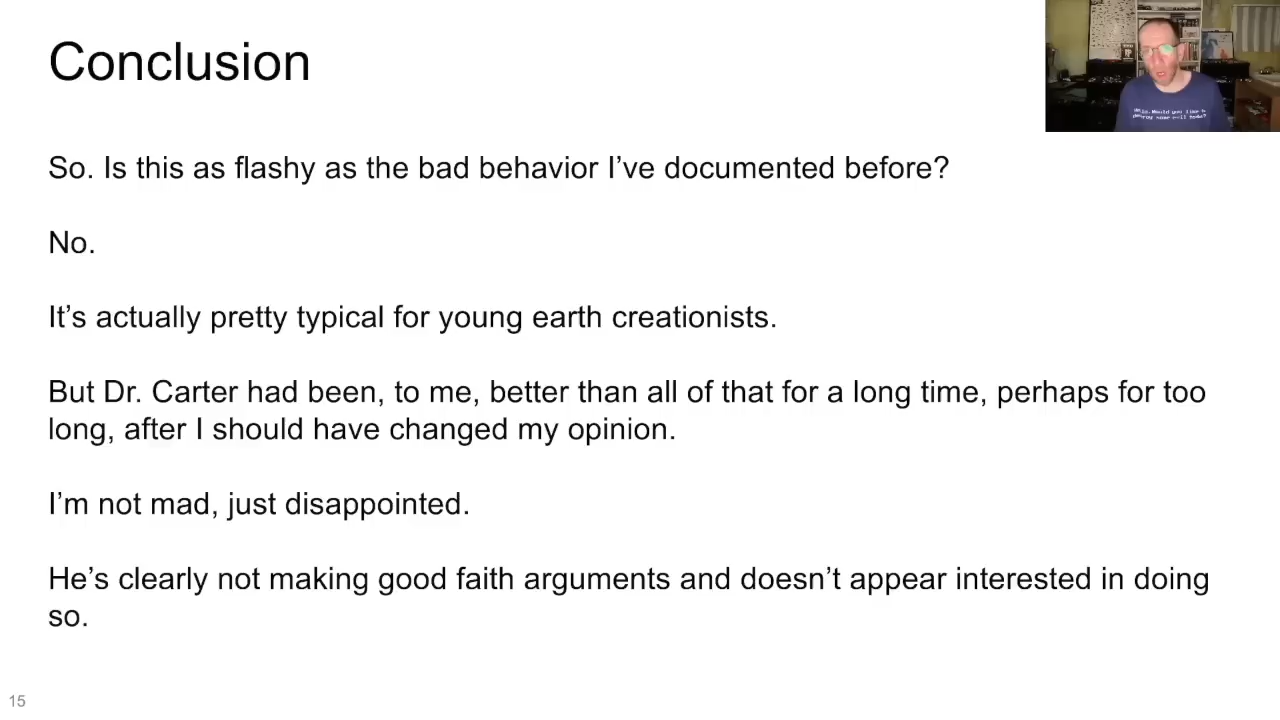 Conclusion
So. Is this as flashy as the bad behavior I’ve documented before?
No.
It’s actually pretty typical for young earth creationists.
But Dr. Carter had been, to me, better than all of that for a long time, perhaps for too
long, after I should have changed my opinion.
I’m not mad, just disappointed.
He’s clearly not making good faith arguments and doesn’t appear interested in doing
so.
15